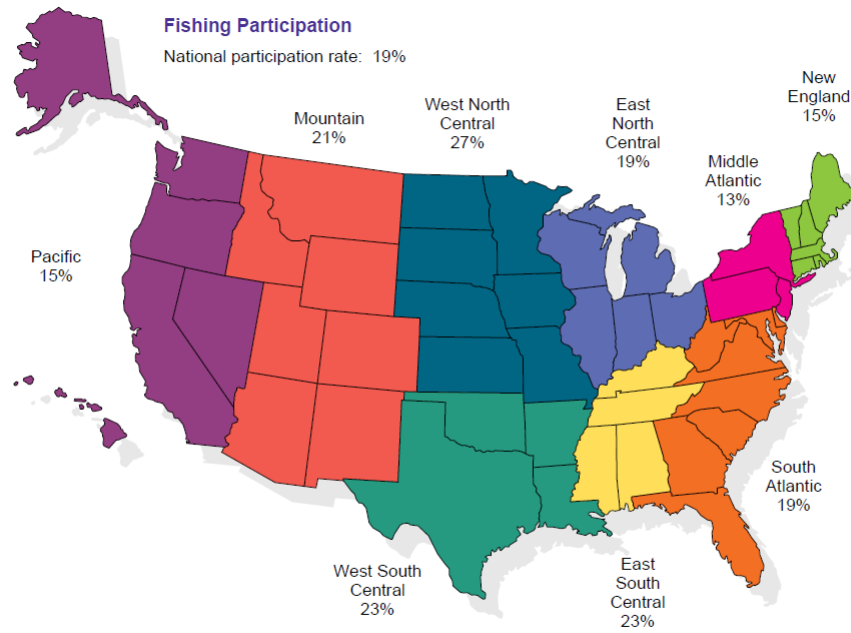 Fishing Participation
National participation rate: 19%
Mountain
21%
West North
Central
27%
East
North
Central
19%
New
England
15%
Middle
Atlantic
13%
Pacific
15%
South
Atlantic
19%
West South
Central
23%
East
South
Central
23%